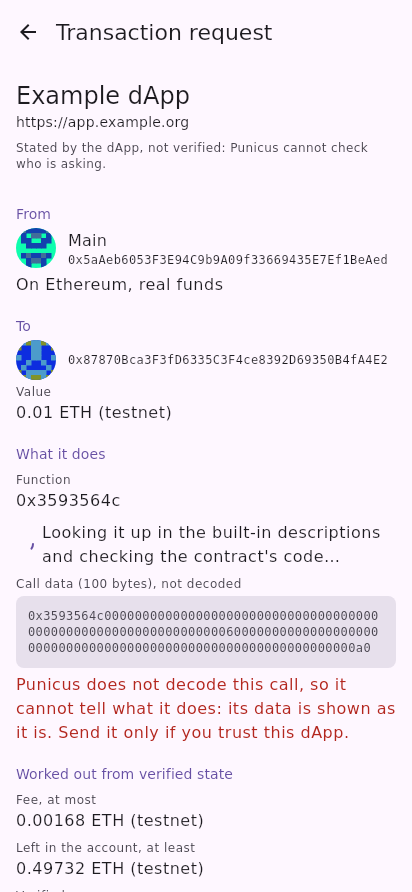 Transaction request
Example dApp
https://app.example.org
Stated by the dApp, not verified: Punicus cannot check
who is asking.
From
Main
0x5aAeb6053F3E94C9b9A09f33669435E7Ef1BeAed
On Ethereum, real funds
To
0x87870Bca3F3fD6335C3F4ce8392D69350B4fA4E2
Value
0.01 ETH (testnet)
What it does
Function
0x3593564c
Looking it up in the built-in descriptions
and checking the contract's code…
Call data (100 bytes), not decoded
0x3593564c000000000000000000000000000000000000
0000000000000000000000000060000000000000000000
000000000000000000000000000000000000000000a0
Punicus does not decode this call, so it
cannot tell what it does: its data is shown as
it is. Send it only if you trust this dApp.
Worked out from verified state
Fee, at most
0.00168 ETH (testnet)
Left in the account, at least
0.49732 ETH (testnet)